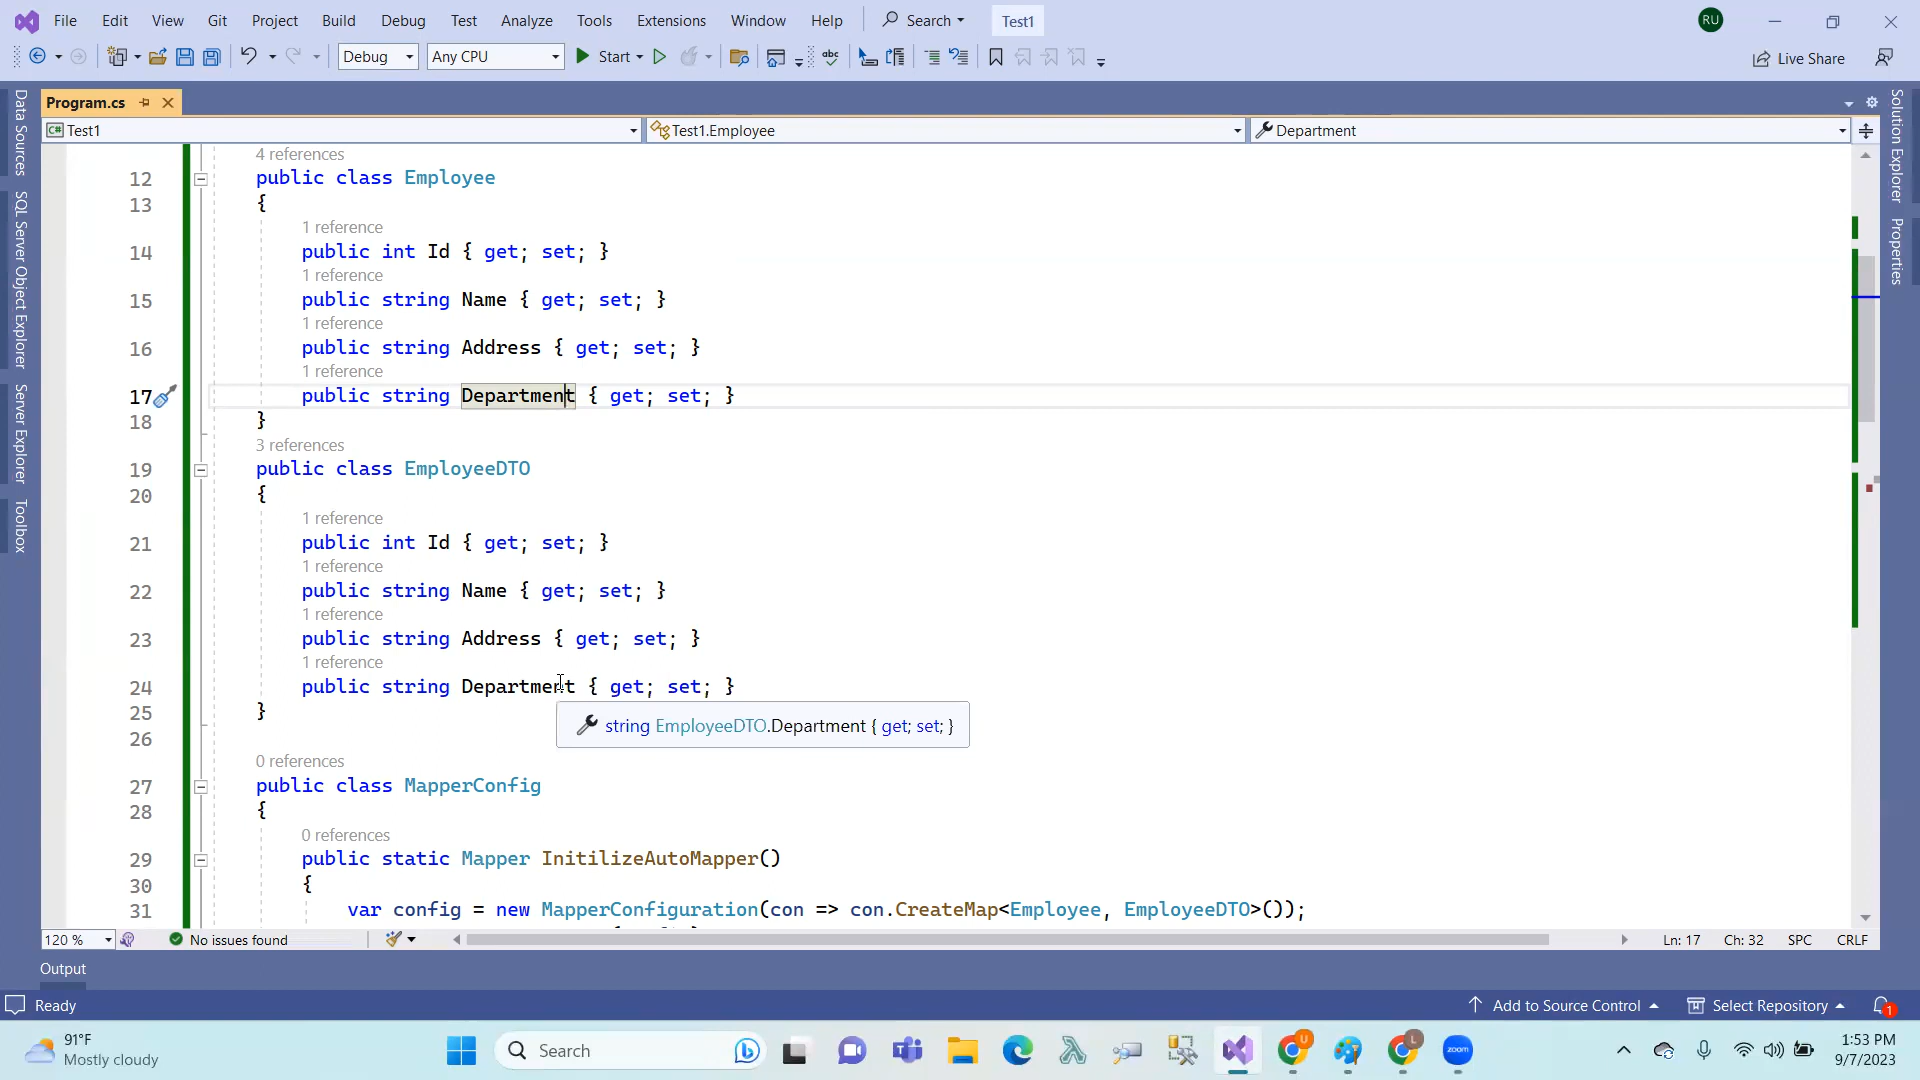 File Edit View Git Project Build Debug Test Analyze Tools Extensions Window Help Search Test1 RU
Debug Any CPU Start abc Live Share
Program.cs
C# Test1 Test1.Employee Department
Data Sources
SQL Server Object Explorer
Server Explorer
Toolbox
Solution Explorer
Properties
4 references
12 public class Employee
13 {
1 reference
14 public int Id { get; set; }
1 reference
15 public string Name { get; set; }
1 reference
16 public string Address { get; set; }
1 reference
17 public string Department { get; set; }
18 }
3 references
19 public class EmployeeDTO
20 {
1 reference
21 public int Id { get; set; }
1 reference
22 public string Name { get; set; }
1 reference
23 public string Address { get; set; }
1 reference
24 public string Department { get; set; }
25 }
string EmployeeDTO.Department { get; set; }
26
0 references
27 public class MapperConfig
28 {
0 references
29 public static Mapper InitilizeAutoMapper()
30 {
31 var config = new MapperConfiguration(con => con.CreateMap<Employee, EmployeeDTO>());
120 % No issues found Ln: 17 Ch: 32 SPC CRLF
Output
Ready Add to Source Control Select Repository 1
91°F
Mostly cloudy
Search U L zoom
1:53 PM
9/7/2023